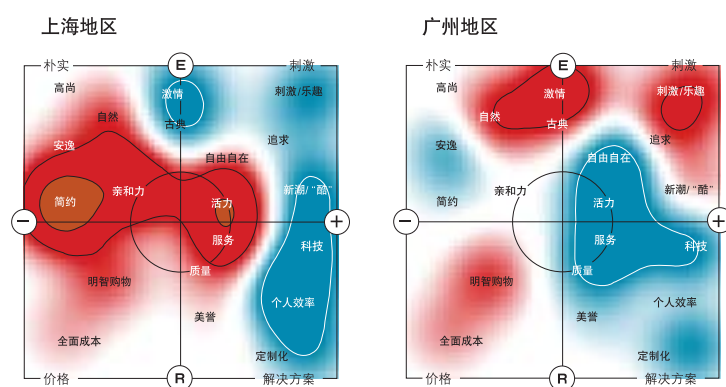 上海地区
朴实
E
刺激
高尚
激情
刺激/乐趣
自然
古典
安逸
追求
自由自在
简约
亲和力
活力
新潮/“酷”
−
+
服务
科技
质量
明智购物
个人效率
美誉
全面成本
定制化
价格
R
解决方案
广州地区
朴实
E
刺激
高尚
激情
刺激/乐趣
自然
古典
安逸
追求
自由自在
简约
亲和力
活力
新潮/“酷”
−
+
服务
科技
质量
明智购物
个人效率
美誉
全面成本
定制化
价格
R
解决方案